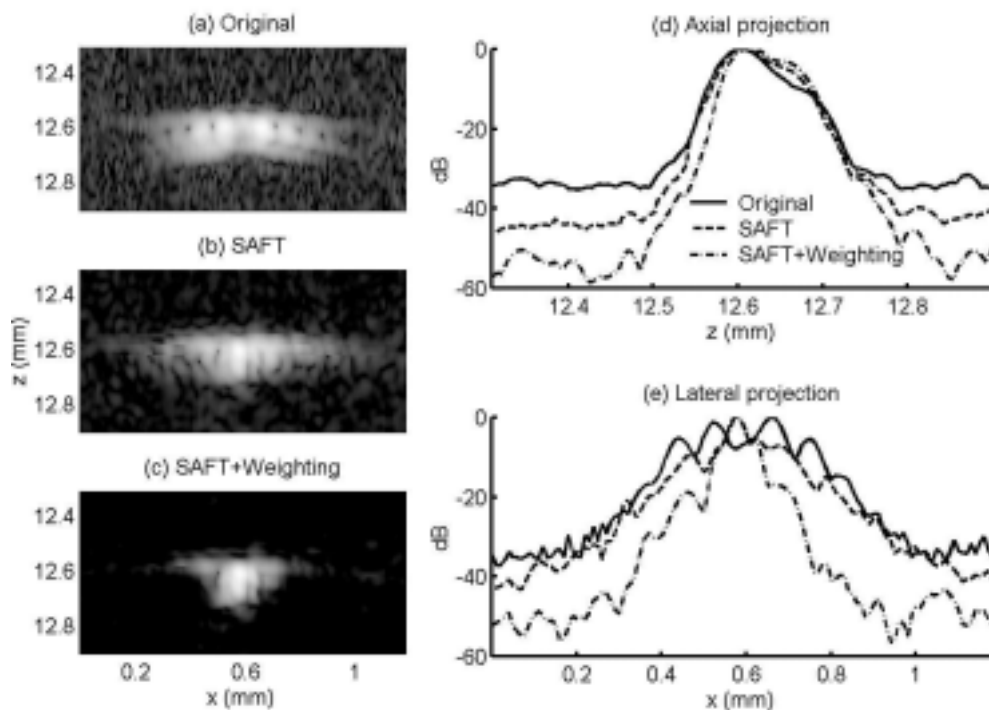 (a) Original
12.4
12.6
12.8
(b) SAFT
12.4
12.6
12.8
z (mm)
(c) SAFT+Weighting
12.4
12.6
12.8
0.2 0.6 1
x (mm)
(d) Axial projection
0
-20
-40
-60
dB
Original
SAFT
SAFT+Weighting
12.4 12.5 12.6 12.7 12.8
z (mm)
(e) Lateral projection
0
-20
-40
-60
dB
0.2 0.4 0.6 0.8 1
x (mm)